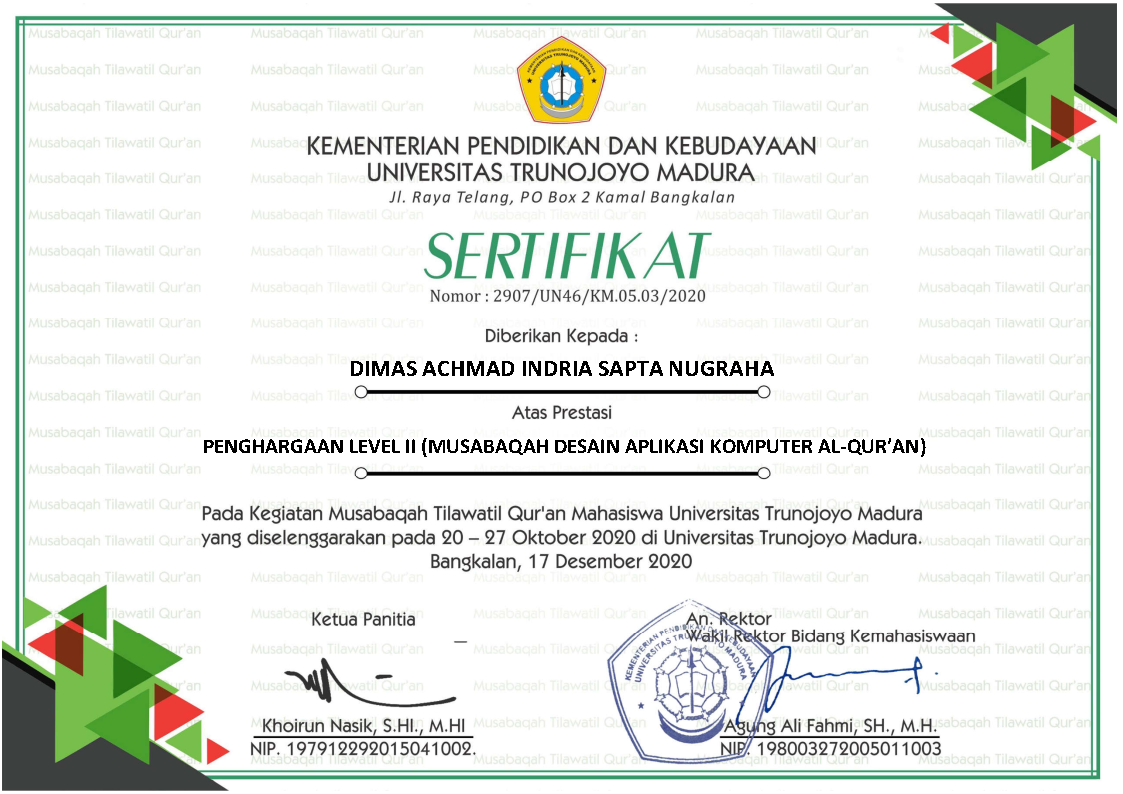 KEMENTERIAN PENDIDIKAN DAN KEBUDAYAAN
UNIVERSITAS TRUNOJOYO MADURA
Jl. Raya Telang, PO Box 2 Kamal Bangkalan
SERTIFIKAT
Nomor : 2907/UN46/KM.05.03/2020
Diberikan Kepada :
DIMAS ACHMAD INDRIA SAPTA NUGRAHA
Atas Prestasi
PENGHARGAAN LEVEL II (MUSABAQAH DESAIN APLIKASI KOMPUTER AL-QUR'AN)
Pada Kegiatan Musabaqah Tilawatil Qur'an Mahasiswa Universitas Trunojoyo Madura
yang diselenggarakan pada 20 – 27 Oktober 2020 di Universitas Trunojoyo Madura.
Bangkalan, 17 Desember 2020
Ketua Panitia
Khoirun Nasik, S.HI., M.HI
NIP. 197912292015041002.
An. Rektor
Wakil Rektor Bidang Kemahasiswaan
KEMENTERIAN PENDIDIKAN DAN KEBUDAYAAN
UNIVERSITAS TRUNOJOYO MADURA
Agung Ali Fahmi, SH., M.H.
NIP. 198003272005011003
Musabaqah Tilawatil Qur'an